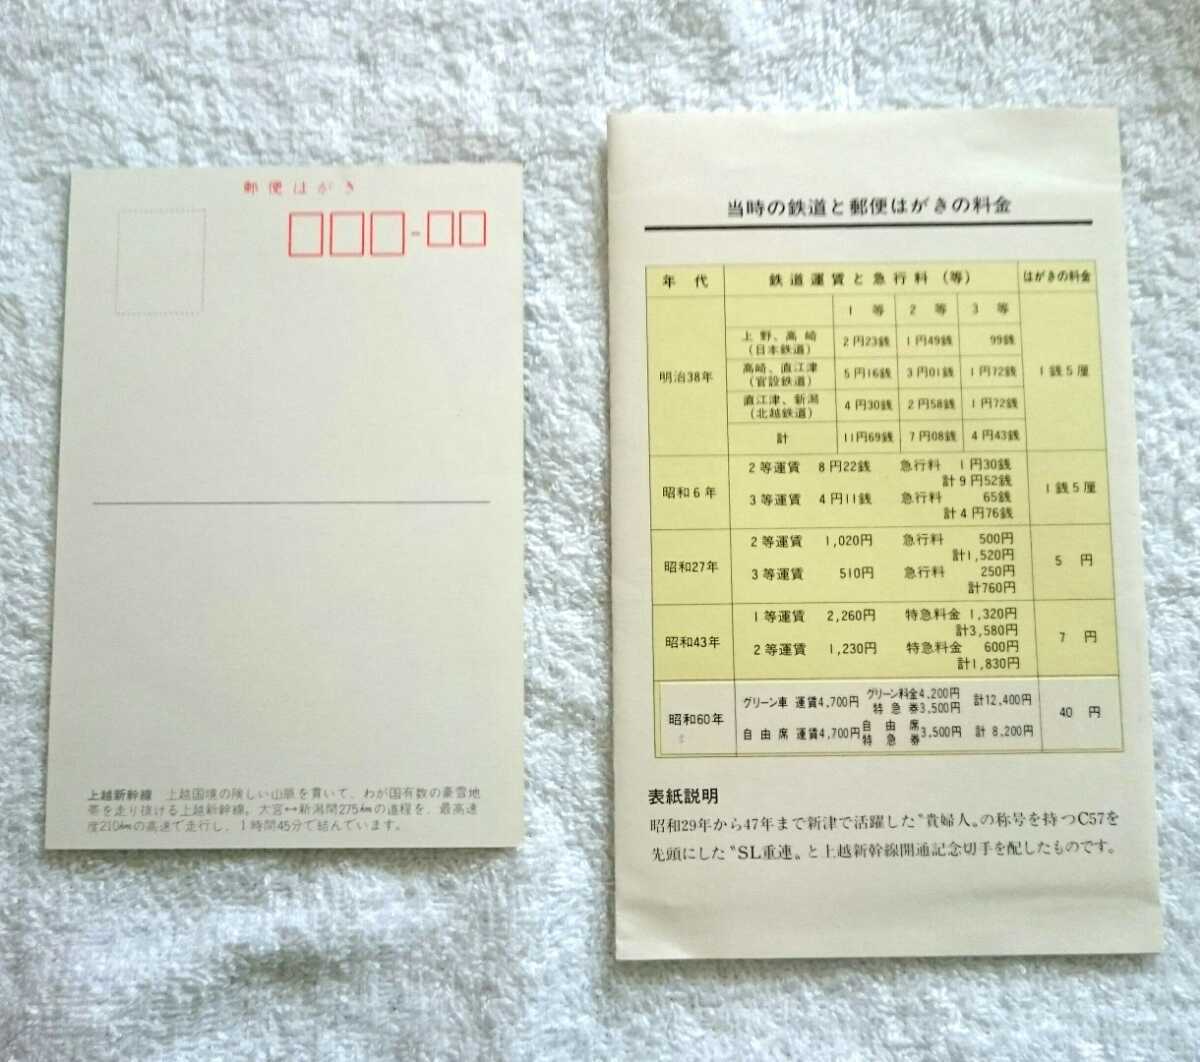 郵便はがき
上越新幹線　上越国境の険しい山脈を貫いて、わが国有数の豪雪地
帯を走り抜ける上越新幹線。大宮↔新潟間275㎞の道程を、最高速
度210㎞の高速で走行し、1時間45分で結んでいます。
当時の鉄道と郵便はがきの料金
年代　鉄道運賃と急行料（等）　はがきの料金
1等　2等　3等
明治38年　上野、高崎（日本鉄道）　2円23銭　1円49銭　99銭　1銭5厘
高崎、直江津（官設鉄道）　5円16銭　3円01銭　1円72銭
直江津、新潟（北越鉄道）　4円30銭　2円58銭　1円72銭
計　11円69銭　7円08銭　4円43銭
昭和6年　2等運賃　8円22銭　急行料　1円30銭　1銭5厘
計9円52銭
3等運賃　4円11銭　急行料　65銭
計4円76銭
昭和27年　2等運賃　1,020円　急行料　500円　5円
計1,520円
3等運賃　510円　急行料　250円
計760円
昭和43年　1等運賃　2,260円　特急料金　1,320円　7円
計3,580円
2等運賃　1,230円　特急料金　600円
計1,830円
昭和60年　グリーン車　運賃4,700円　グリーン料金4,200円　特急券3,500円　計12,400円　40円
自由席　運賃4,700円　自由席特急券3,500円　計8,200円
表紙説明
昭和29年から47年まで新津で活躍した〝貴婦人〟の称号を持つC57を
先頭にした〝SL重連〟と上越新幹線開通記念切手を配したものです。